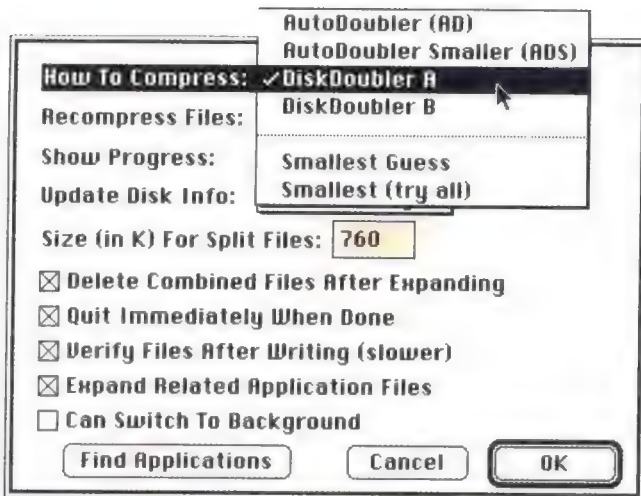 AutoDoubler (AD)
AutoDoubler Smaller (ADS)
How To Compress: ✓DiskDoubler A
DiskDoubler B
Recompress Files:
Show Progress:
Smallest Guess
Smallest (try all)
Update Disk Info:
Size (in K) For Split Files: 760
Delete Combined Files After Expanding
Quit Immediately When Done
Verify Files After Writing (slower)
Expand Related Application Files
Can Switch To Background
Find Applications Cancel OK